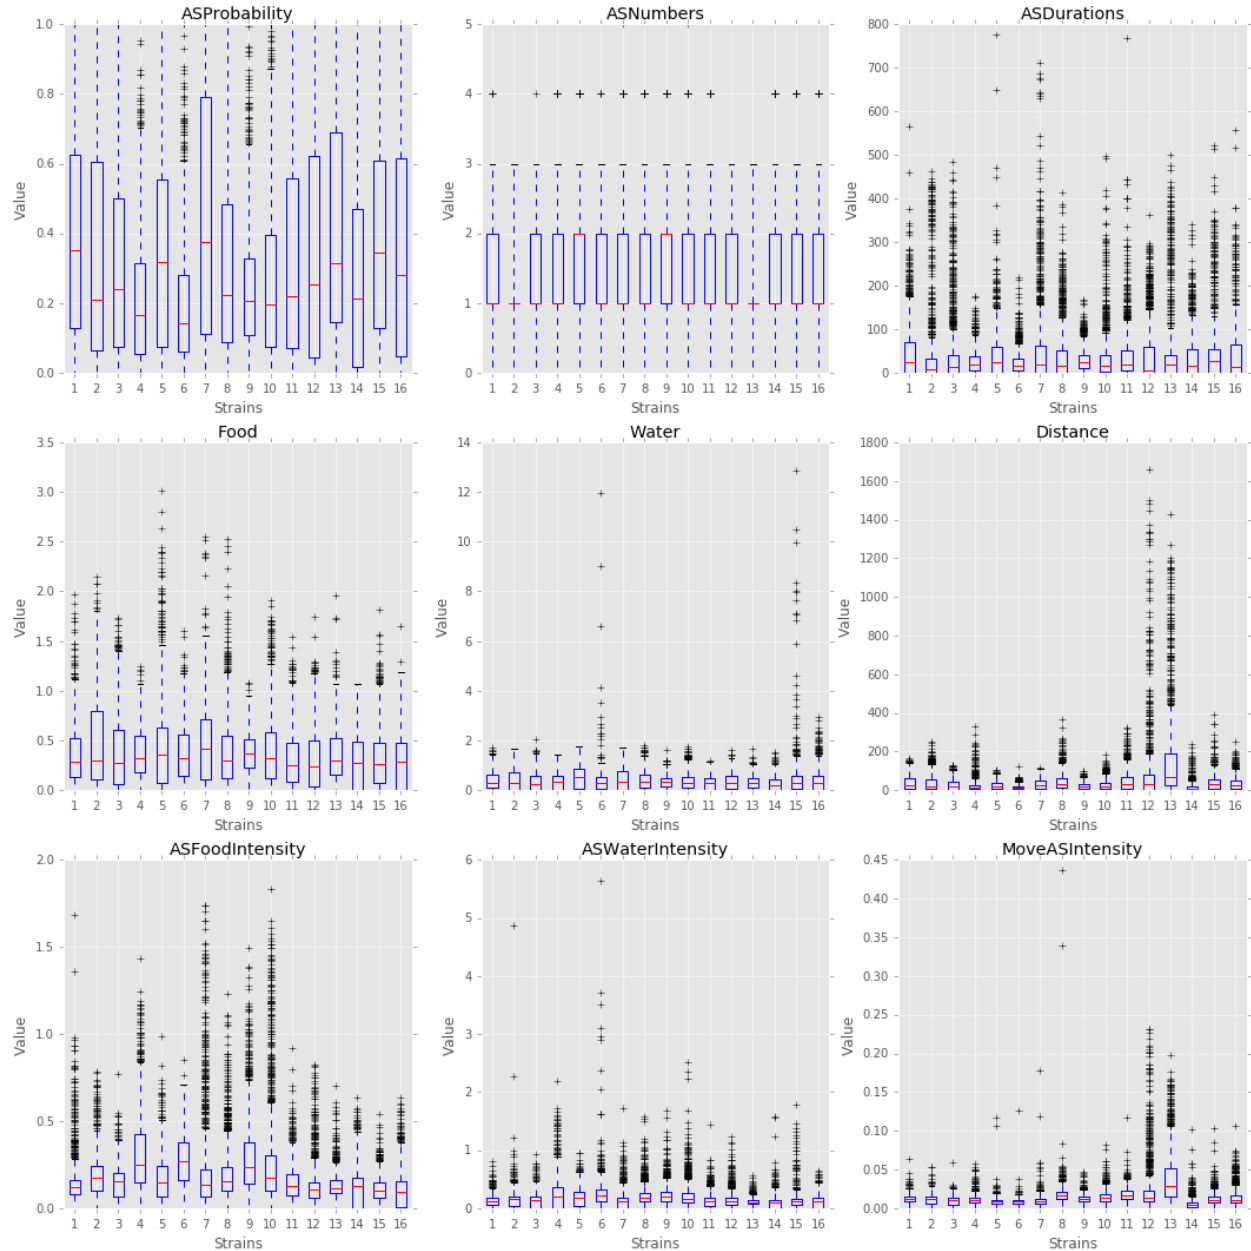 ASProbability
ASNumbers
ASDurations
1.0
0.8
0.6
0.4
0.2
0.0
Value
1 2 3 4 5 6 7 8 9 10 11 12 13 14 15 16
Strains
5
4
3
2
1
0
Value
1 2 3 4 5 6 7 8 9 10 11 12 13 14 15 16
Strains
800
700
600
500
400
300
200
100
0
Value
1 2 3 4 5 6 7 8 9 10 11 12 13 14 15 16
Strains
Food
Water
Distance
3.5
3.0
2.5
2.0
1.5
1.0
0.5
0.0
Value
1 2 3 4 5 6 7 8 9 10 11 12 13 14 15 16
Strains
14
12
10
8
6
4
2
0
Value
1 2 3 4 5 6 7 8 9 10 11 12 13 14 15 16
Strains
1800
1600
1400
1200
1000
800
600
400
200
0
Value
1 2 3 4 5 6 7 8 9 10 11 12 13 14 15 16
Strains
ASFoodIntensity
ASWaterIntensity
MoveASIntensity
2.0
1.5
1.0
0.5
0.0
Value
1 2 3 4 5 6 7 8 9 10 11 12 13 14 15 16
Strains
6
5
4
3
2
1
0
Value
1 2 3 4 5 6 7 8 9 10 11 12 13 14 15 16
Strains
0.45
0.40
0.35
0.30
0.25
0.20
0.15
0.10
0.05
0.00
Value
1 2 3 4 5 6 7 8 9 10 11 12 13 14 15 16
Strains